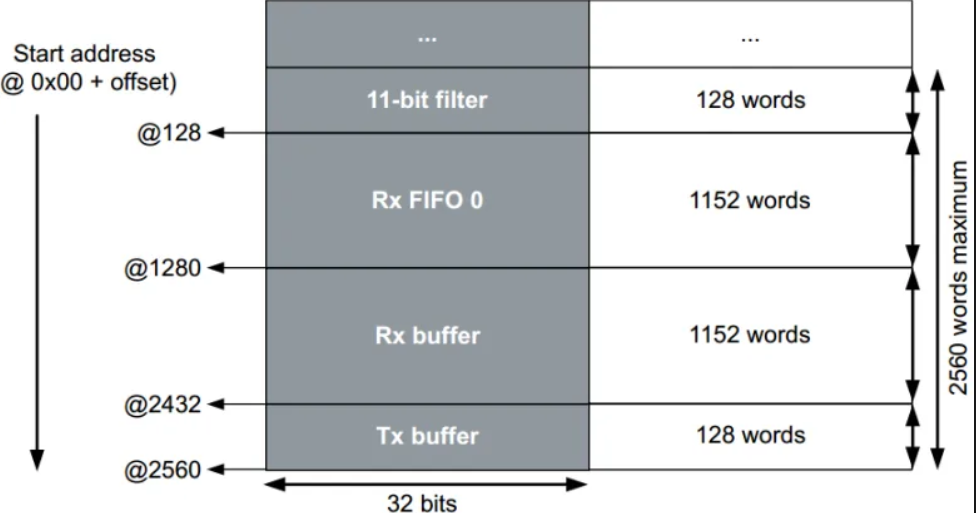 Start address
@ 0x00 + offset)
... ...
11-bit filter 128 words
@128
Rx FIFO 0 1152 words
@1280
Rx buffer 1152 words
@2432
Tx buffer 128 words
@2560
32 bits
2560 words maximum